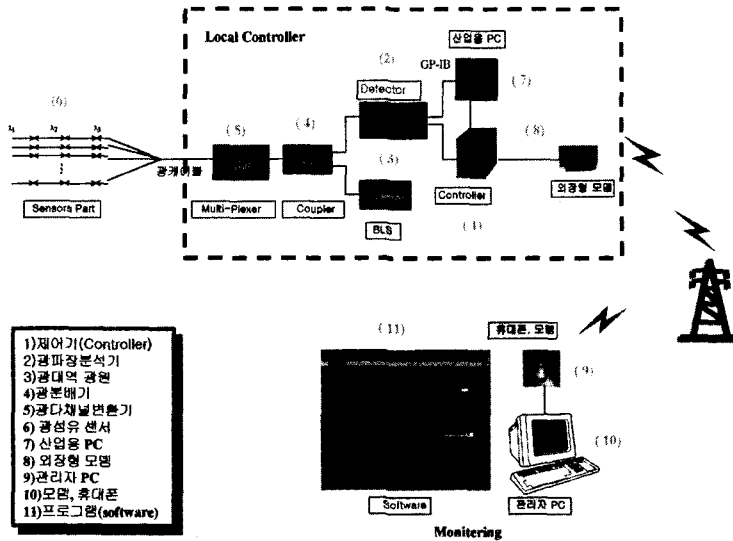 Local Controller
산업용 PC
(2)
GP-IB
Detector
(7)
(6)
λ1 λ2 λ3
(5)
(4)
(8)
(3)
광케이블
Controller
외장형 모뎀
Sensors Part
Multi-Plexer
Coupler
BLS
(1)
(11)
휴대폰, 모뎀
(9)
(10)
Software
관리자 PC
Monitering
1)제어기(Controller)
2)광파장분석기
3)광대역 광원
4)광분배기
5)광다채널변환기
6) 광섬유 센서
7) 산업용 PC
8) 외장형 모뎀
9)관리자 PC
10)모뎀, 휴대폰
11)프로그램(software)